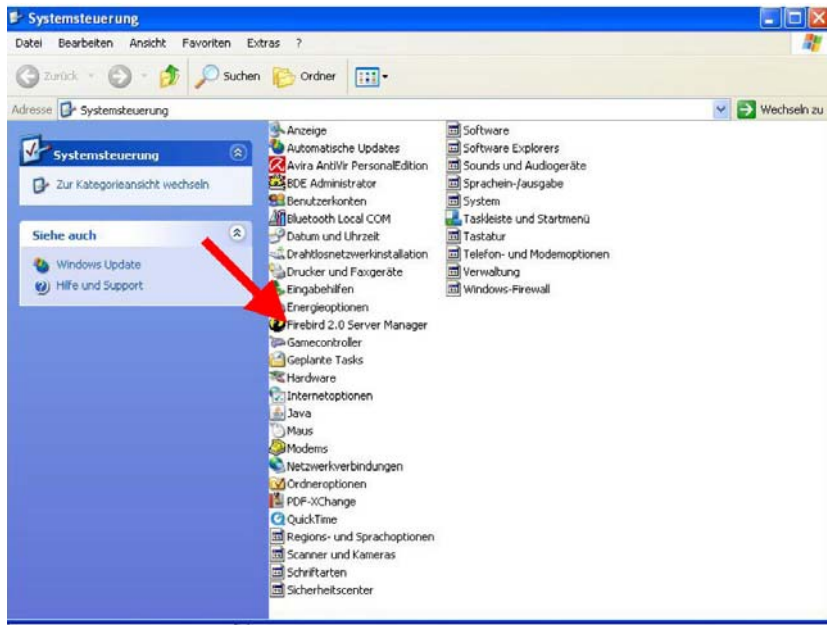 Systemsteuerung
Datei Bearbeiten Ansicht Favoriten Extras ?
Zurück Suchen Ordner
Adresse Systemsteuerung Wechseln zu
Systemsteuerung
Zur Kategorieansicht wechseln
Siehe auch
Windows Update
Hilfe und Support
Anzeige
Automatische Updates
Avira AntiVir PersonalEdition
BDE Administrator
Benutzerkonten
Bluetooth Local COM
Datum und Uhrzeit
Drahtlosnetzwerkinstallation
Drucker und Faxgeräte
Eingabehilfen
Energieoptionen
Firebird 2.0 Server Manager
Gamecontroller
Geplante Tasks
Hardware
Internetoptionen
Java
Maus
Modems
Netzwerkverbindungen
Ordneroptionen
PDF-XChange
QuickTime
Regions- und Sprachoptionen
Scanner und Kameras
Schriftarten
Sicherheitscenter
Software
Software Explorers
Sounds und Audiogeräte
Sprachein-/ausgabe
System
Taskleiste und Startmenü
Tastatur
Telefon- und Modemoptionen
Verwaltung
Windows-Firewall